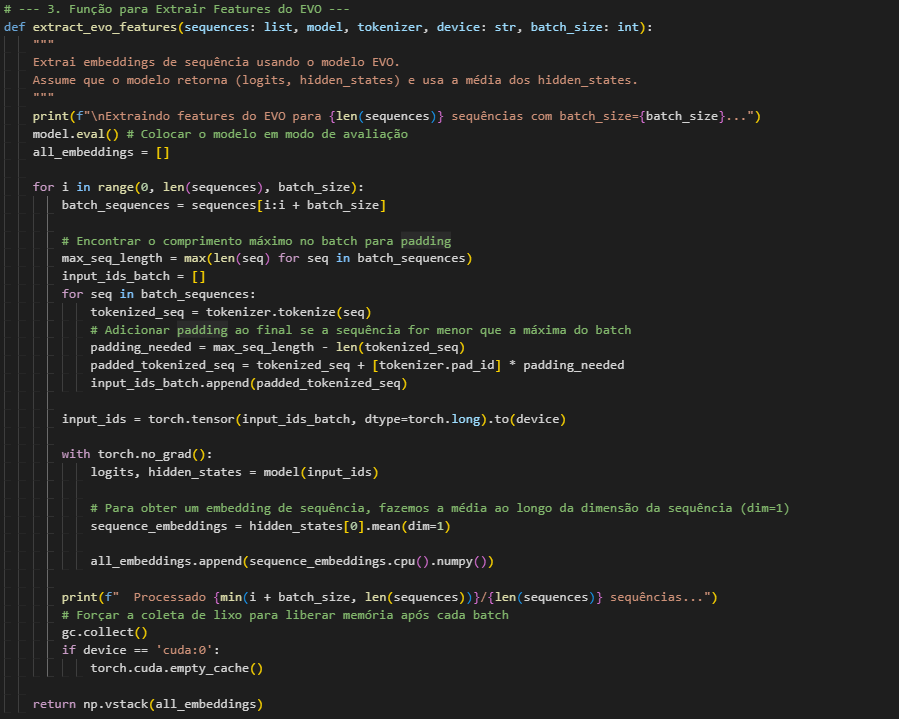 # --- 3. Função para Extrair Features do EVO ---
def extract_evo_features(sequences: list, model, tokenizer, device: str, batch_size: int):
    """
    Extrai embeddings de sequência usando o modelo EVO.
    Assume que o modelo retorna (logits, hidden_states) e usa a média dos hidden_states.
    """
    print(f"\nExtraindo features do EVO para {len(sequences)} sequências com batch_size={batch_size}...")
    model.eval() # Colocar o modelo em modo de avaliação
    all_embeddings = []

    for i in range(0, len(sequences), batch_size):
        batch_sequences = sequences[i:i + batch_size]

        # Encontrar o comprimento máximo no batch para padding
        max_seq_length = max(len(seq) for seq in batch_sequences)
        input_ids_batch = []
        for seq in batch_sequences:
            tokenized_seq = tokenizer.tokenize(seq)
            # Adicionar padding ao final se a sequência for menor que a máxima do batch
            padding_needed = max_seq_length - len(tokenized_seq)
            padded_tokenized_seq = tokenized_seq + [tokenizer.pad_id] * padding_needed
            input_ids_batch.append(padded_tokenized_seq)

        input_ids = torch.tensor(input_ids_batch, dtype=torch.long).to(device)

        with torch.no_grad():
            logits, hidden_states = model(input_ids)

            # Para obter um embedding de sequência, fazemos a média ao longo da dimensão da sequência (dim=1)
            sequence_embeddings = hidden_states[0].mean(dim=1)

            all_embeddings.append(sequence_embeddings.cpu().numpy())

        print(f"  Processado {min(i + batch_size, len(sequences))}/{len(sequences)} sequências...")
        # Forçar a coleta de lixo para liberar memória após cada batch
        gc.collect()
        if device == 'cuda:0':
            torch.cuda.empty_cache()

    return np.vstack(all_embeddings)